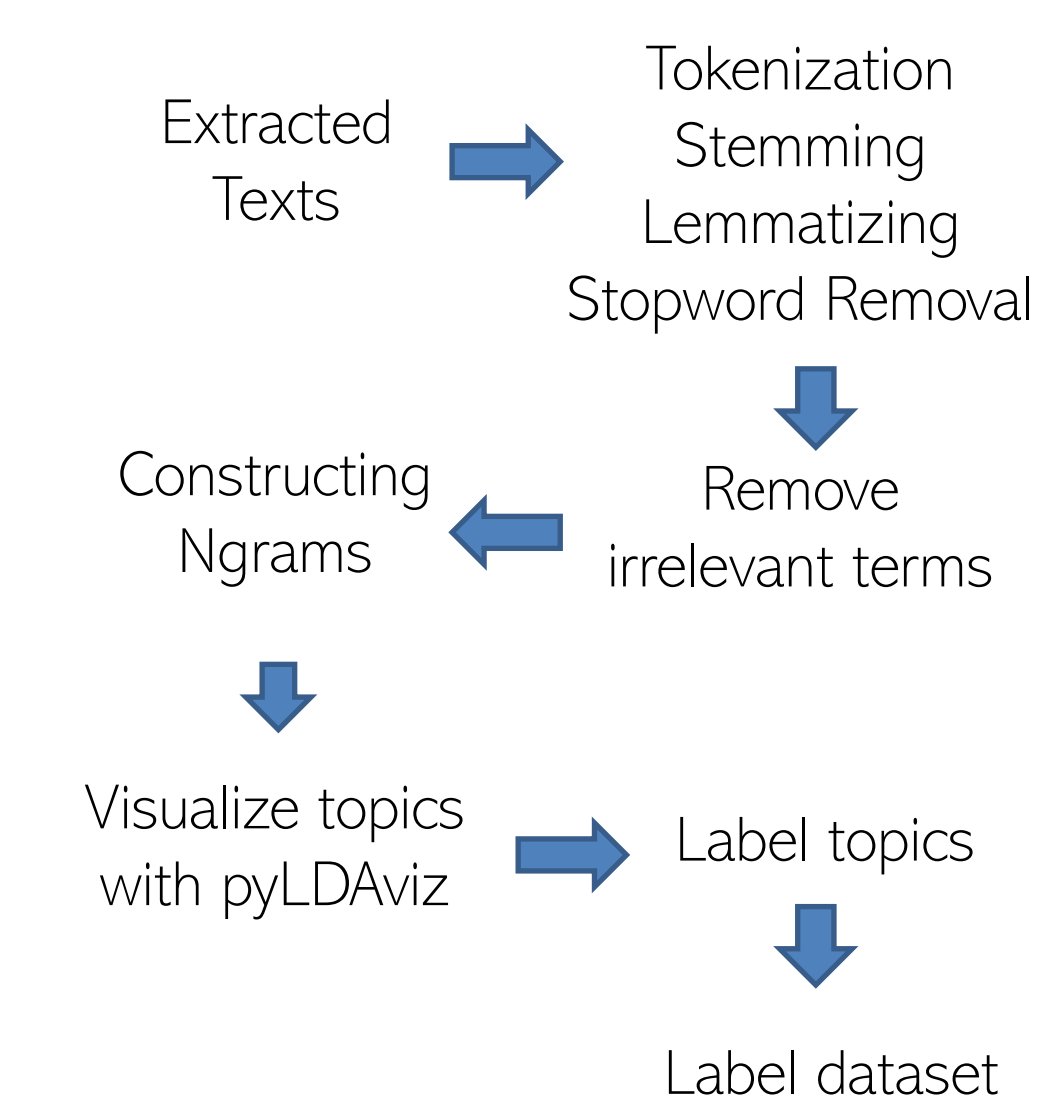 Extracted
Texts
Tokenization
Stemming
Lemmatizing
Stopword Removal
Remove
irrelevant terms
Constructing
Ngrams
Visualize topics
with pyLDAviz
Label topics
Label dataset